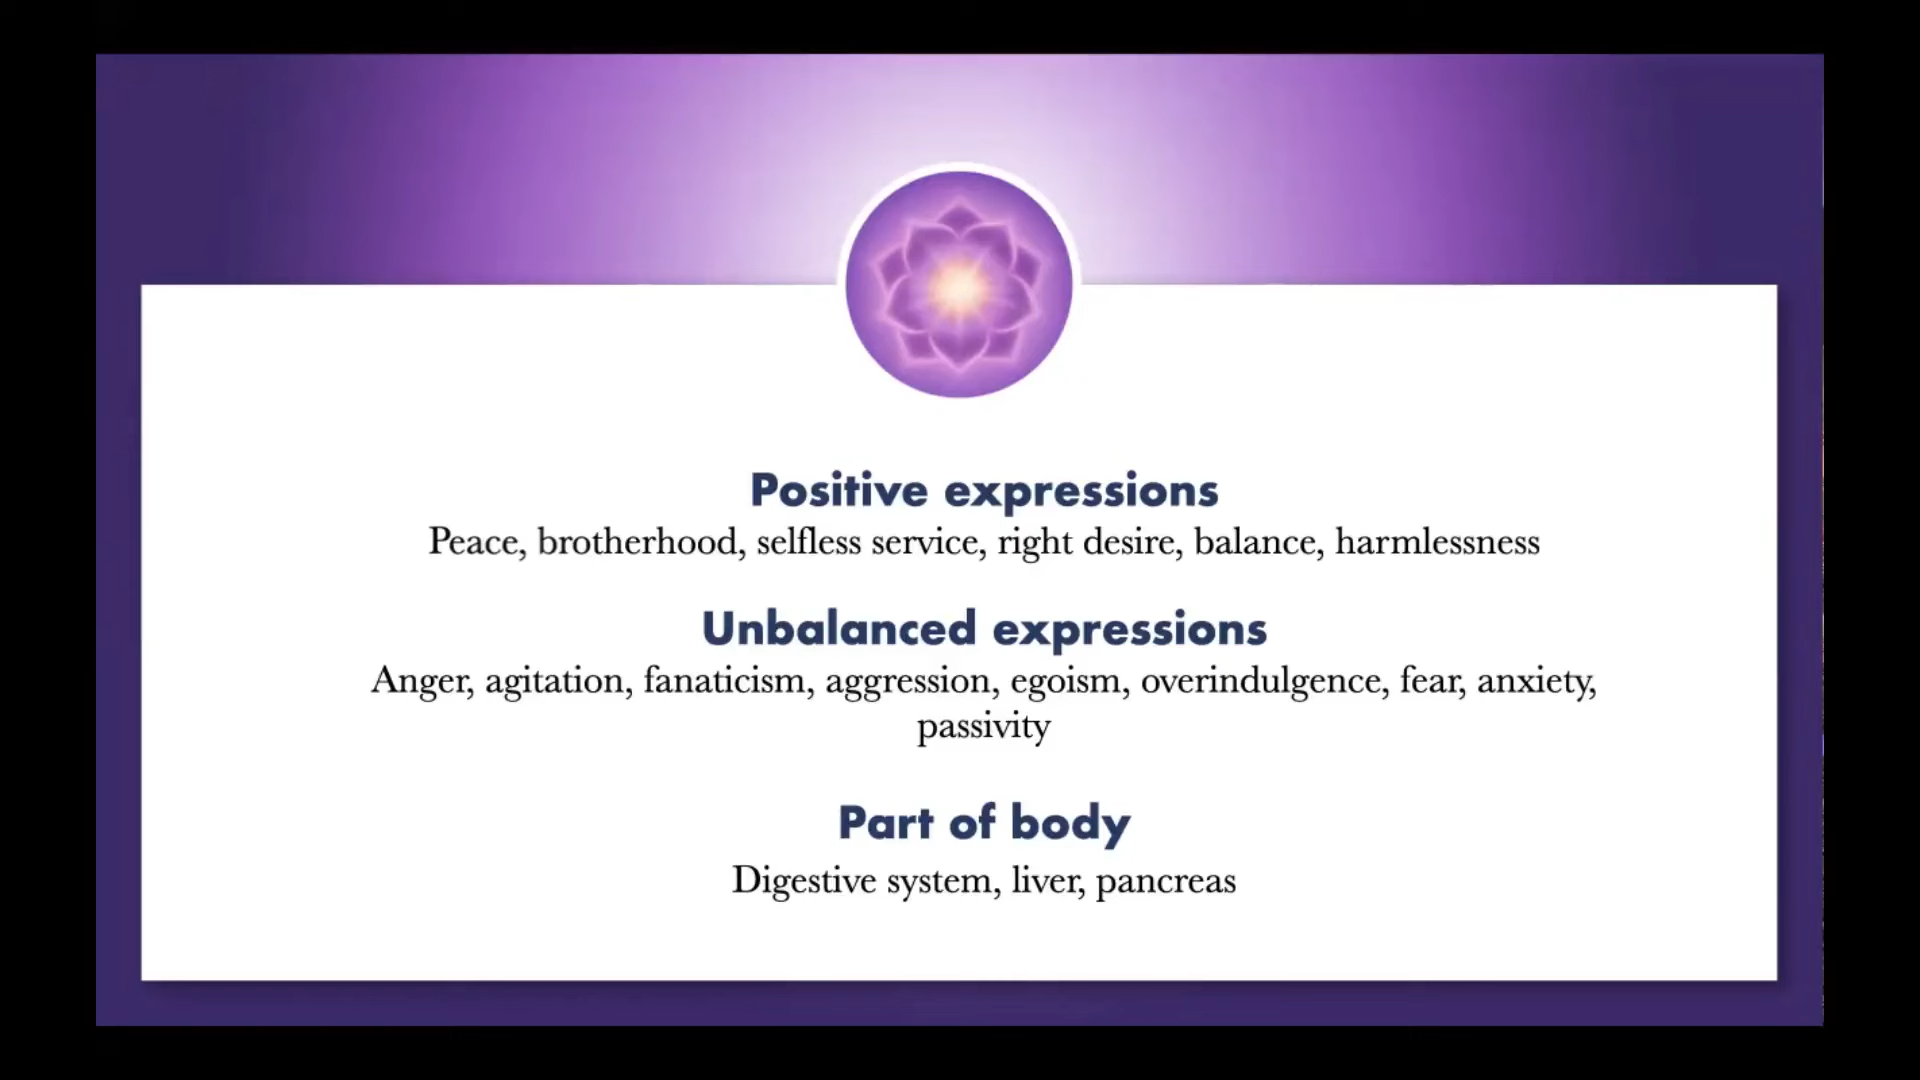 Positive expressions
Peace, brotherhood, selfless service, right desire, balance, harmlessness
Unbalanced expressions
Anger, agitation, fanaticism, aggression, egoism, overindulgence, fear, anxiety,
passivity
Part of body
Digestive system, liver, pancreas